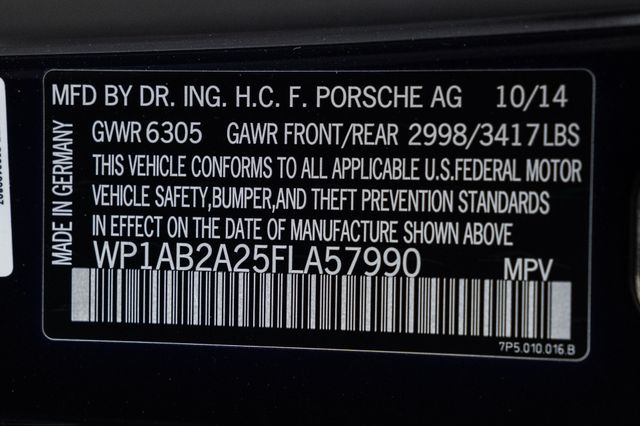 MFD BY DR. ING. H.C. F. PORSCHE AG 10/14
GVWR 6305 GAWR FRONT/REAR 2998/3417LBS
THIS VEHICLE CONFORMS TO ALL APPLICABLE U.S.FEDERAL MOTOR
VEHICLE SAFETY,BUMPER,AND THEFT PREVENTION STANDARDS
IN EFFECT ON THE DATE OF MANUFACTURE SHOWN ABOVE
WP1AB2A25FLA57990 MPV
7P5.010.016.B
MADE IN GERMANY